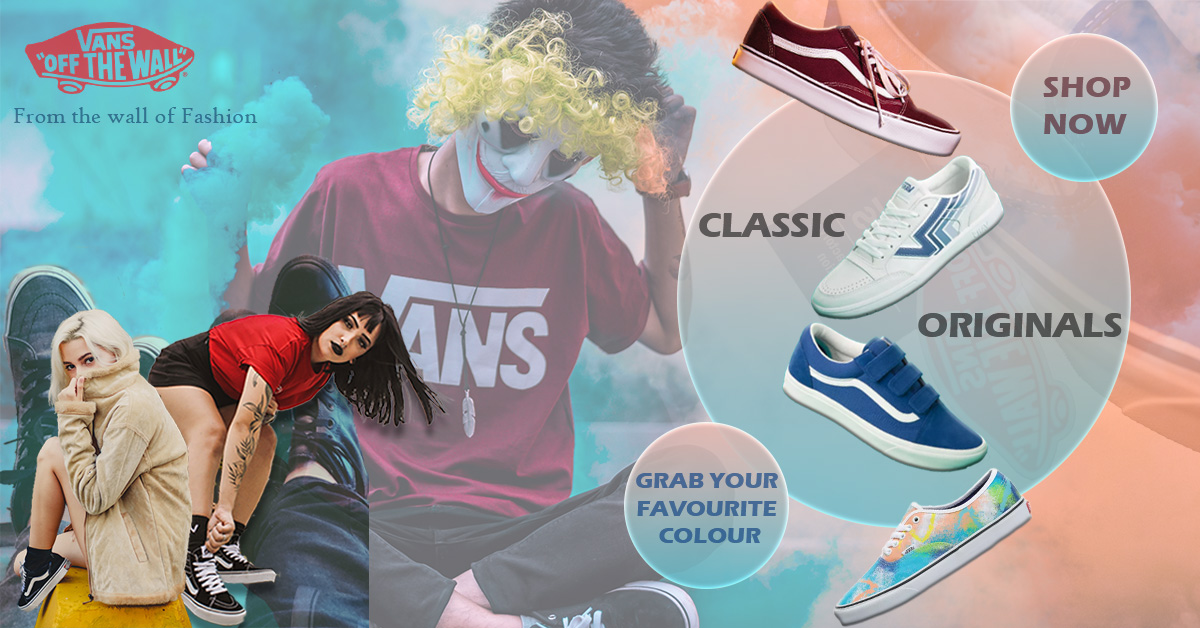 VANS
"OFF THE WALL"
From the wall of Fashion
SHOP
NOW
CLASSIC
VANS
ORIGINALS
GRAB YOUR
FAVOURITE
COLOUR